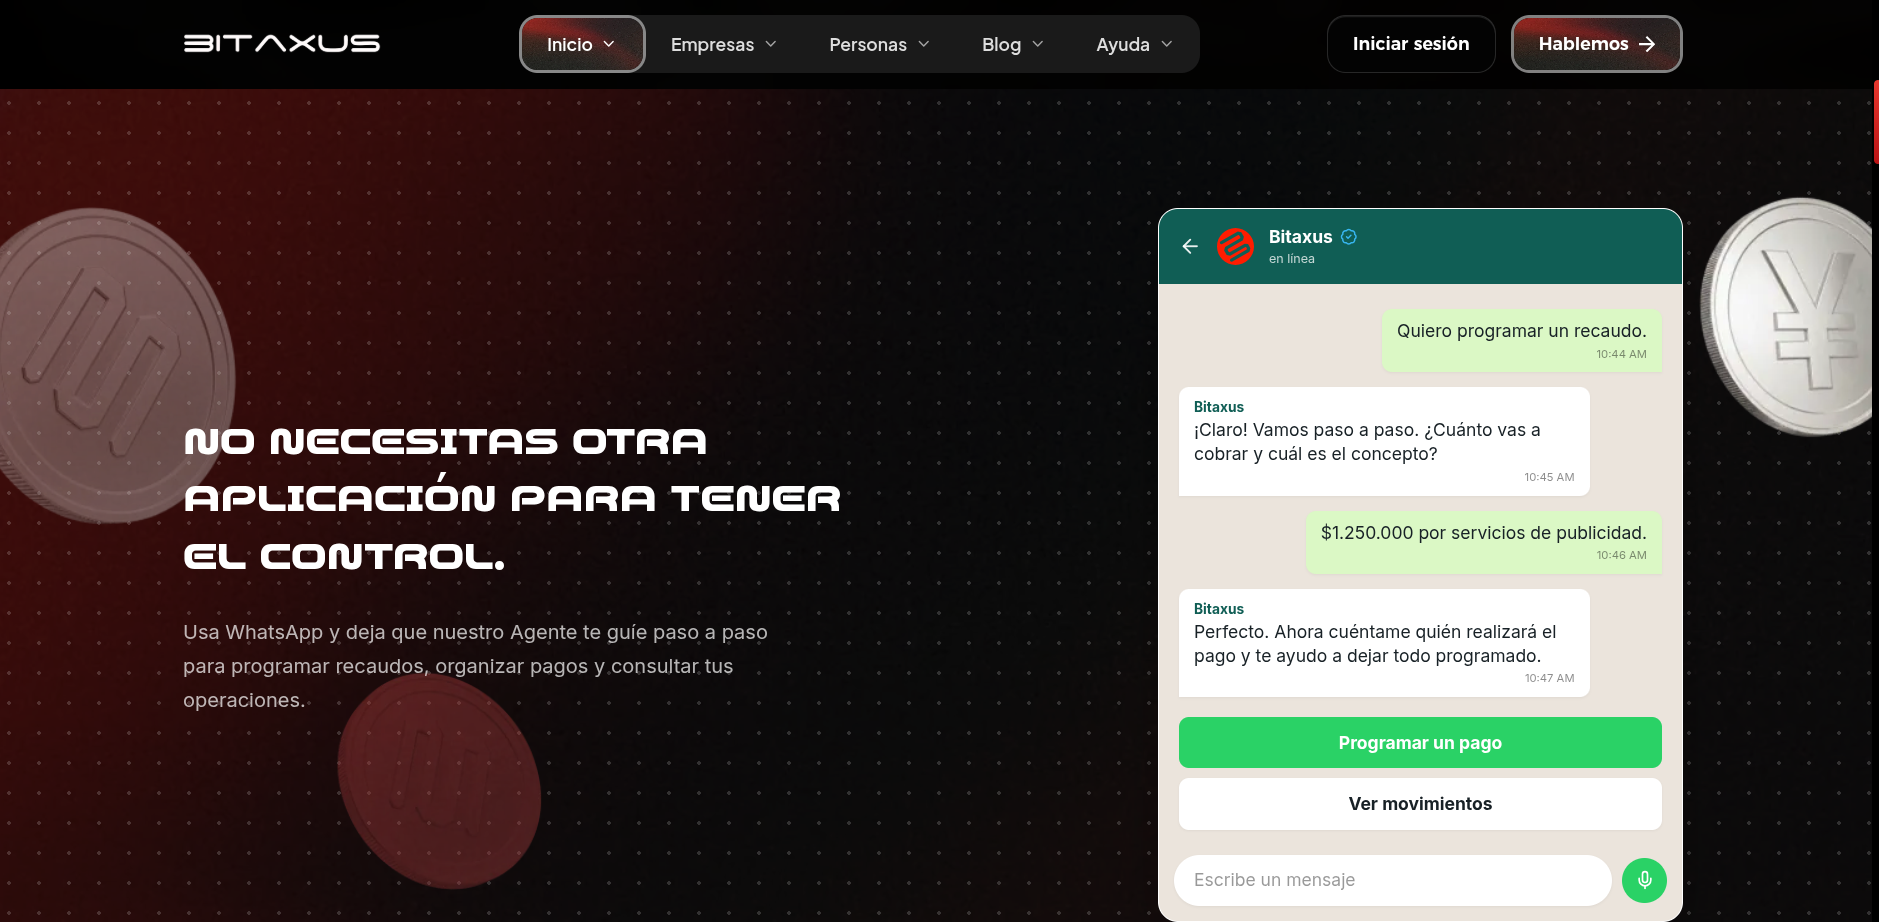 BITAXUS
Inicio
Empresas
Personas
Blog
Ayuda
Iniciar sesión
Hablemos
NO NECESITAS OTRA
APLICACIÓN PARA TENER
EL CONTROL.
Usa WhatsApp y deja que nuestro Agente te guíe paso a paso
para programar recaudos, organizar pagos y consultar tus
operaciones.
Bitaxus
en línea
Quiero programar un recaudo.
10:44 AM
Bitaxus
¡Claro! Vamos paso a paso. ¿Cuánto vas a
cobrar y cuál es el concepto?
10:45 AM
$1.250.000 por servicios de publicidad.
10:46 AM
Bitaxus
Perfecto. Ahora cuéntame quién realizará el
pago y te ayudo a dejar todo programado.
10:47 AM
Programar un pago
Ver movimientos
Escribe un mensaje
¥